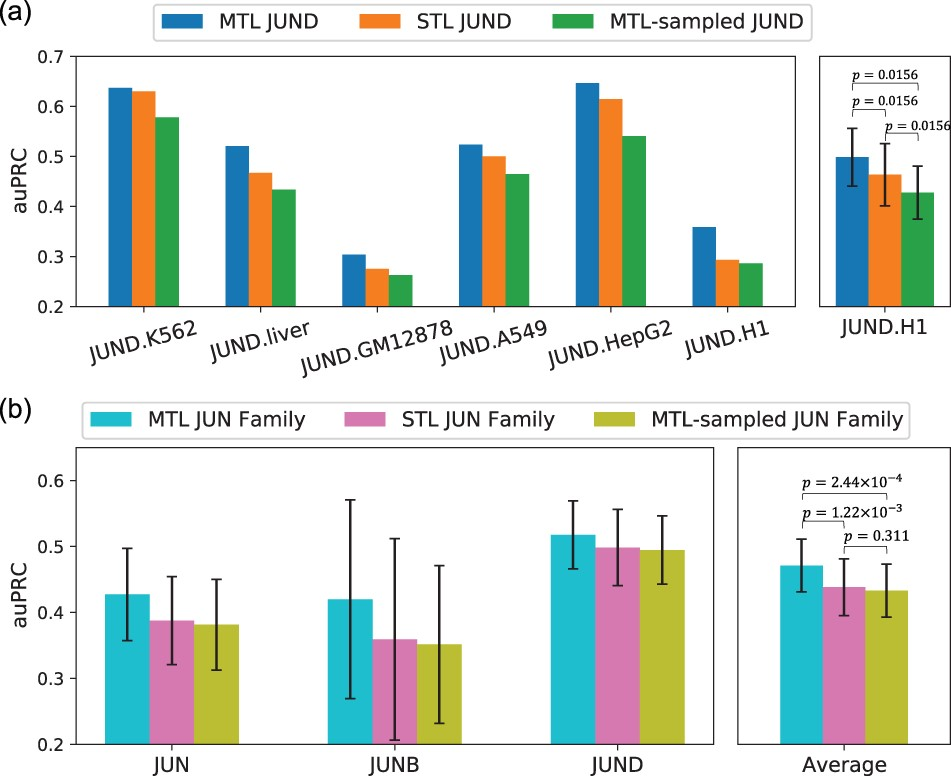 (a)
MTL JUND STL JUND MTL-sampled JUND
auPRC
0.7
0.6
0.5
0.4
0.3
0.2
JUND.K562 JUND.liver JUND.GM12878 JUND.A549 JUND.HepG2 JUND.H1
p = 0.0156
p = 0.0156
p = 0.0156
JUND.H1
(b)
MTL JUN Family STL JUN Family MTL-sampled JUN Family
auPRC
0.6
0.5
0.4
0.3
0.2
JUN JUNB JUND
p = 2.44×10⁻⁴
p = 1.22×10⁻³
p = 0.311
Average